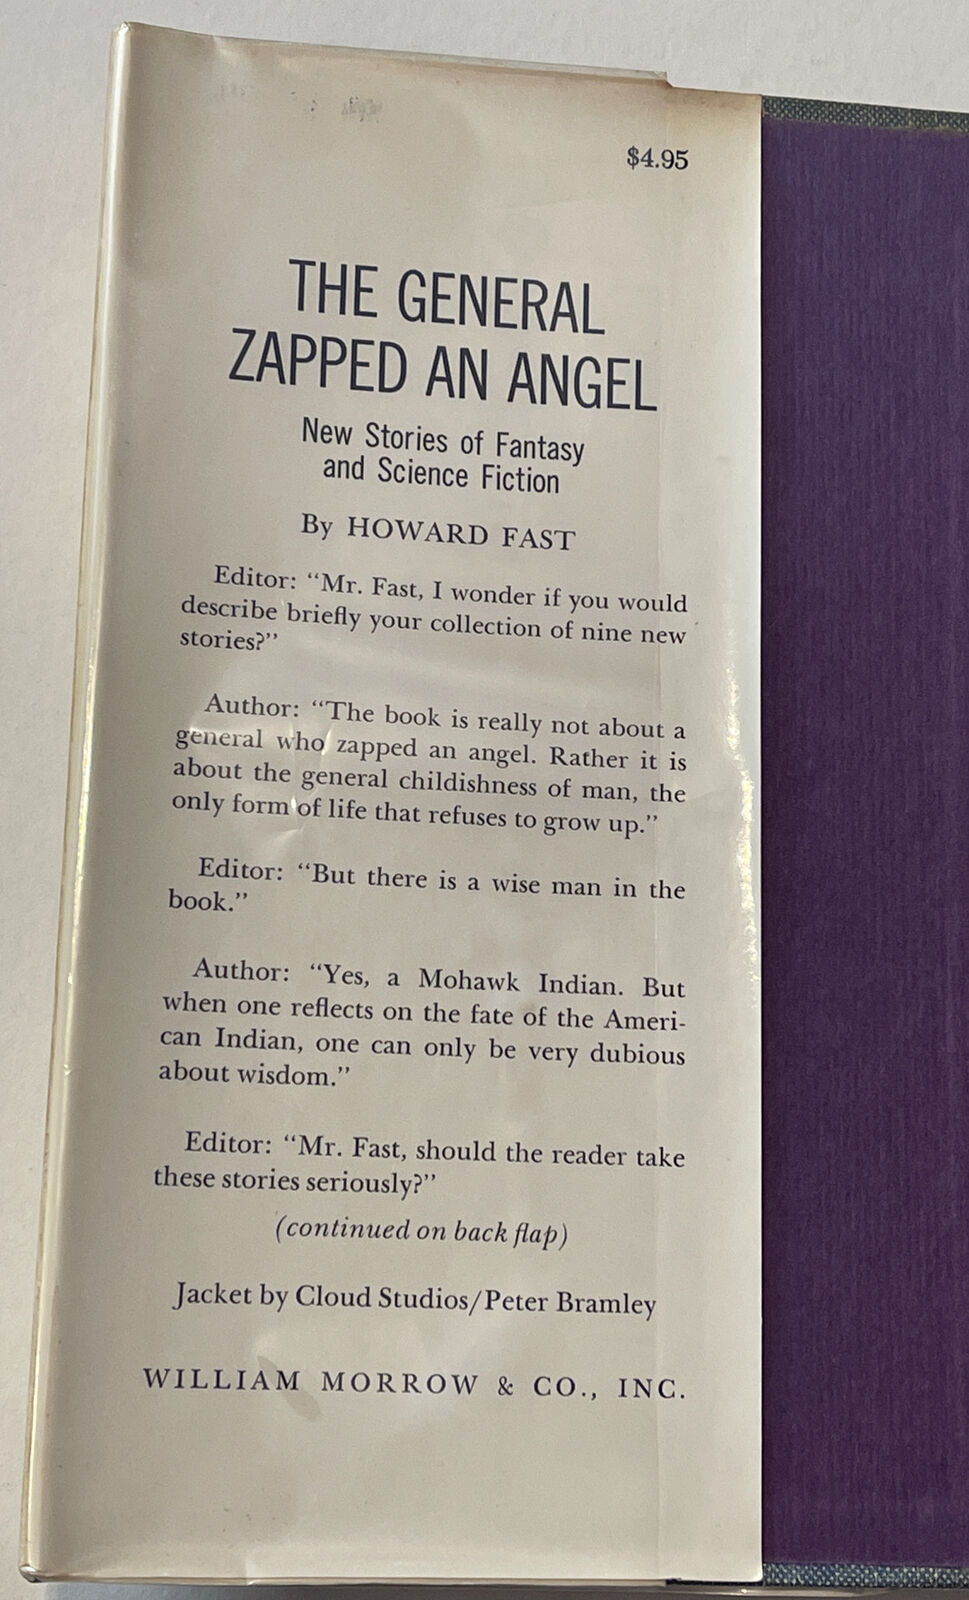 $4.95
THE GENERAL
ZAPPED AN ANGEL
New Stories of Fantasy
and Science Fiction
By HOWARD FAST
Editor: “Mr. Fast, I wonder if you would
describe briefly your collection of nine new
stories?”
Author: “The book is really not about a
general who zapped an angel. Rather it is
about the general childishness of man, the
only form of life that refuses to grow up.”
Editor: “But there is a wise man in the
book.”
Author: “Yes, a Mohawk Indian. But
when one reflects on the fate of the Ameri-
can Indian, one can only be very dubious
about wisdom.”
Editor: “Mr. Fast, should the reader take
these stories seriously?”
(continued on back flap)
Jacket by Cloud Studios/Peter Bramley
WILLIAM MORROW & CO., INC.